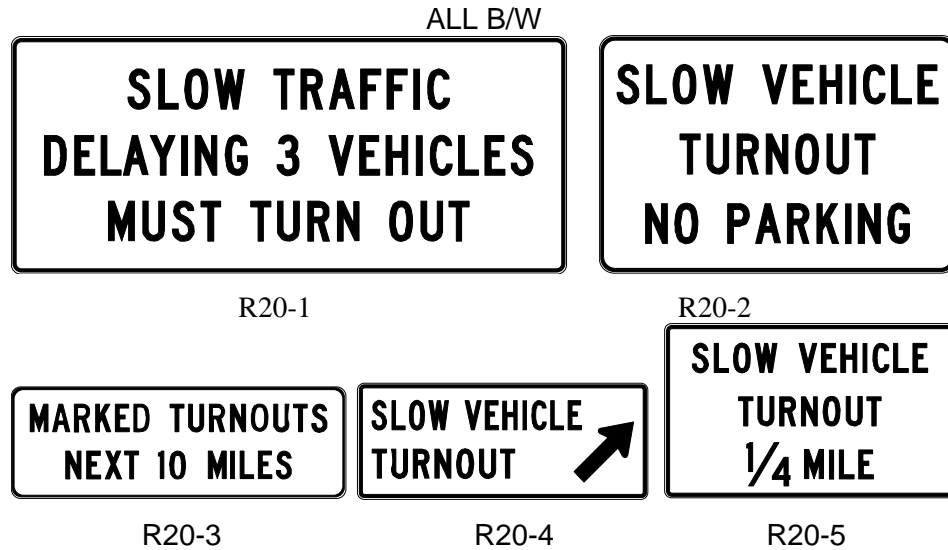 ALL B/W
SLOW TRAFFIC
DELAYING 3 VEHICLES
MUST TURN OUT
R20-1
SLOW VEHICLE
TURNOUT
NO PARKING
R20-2
MARKED TURNOUTS
NEXT 10 MILES
R20-3
SLOW VEHICLE
TURNOUT
R20-4
SLOW VEHICLE
TURNOUT
1/4 MILE
R20-5